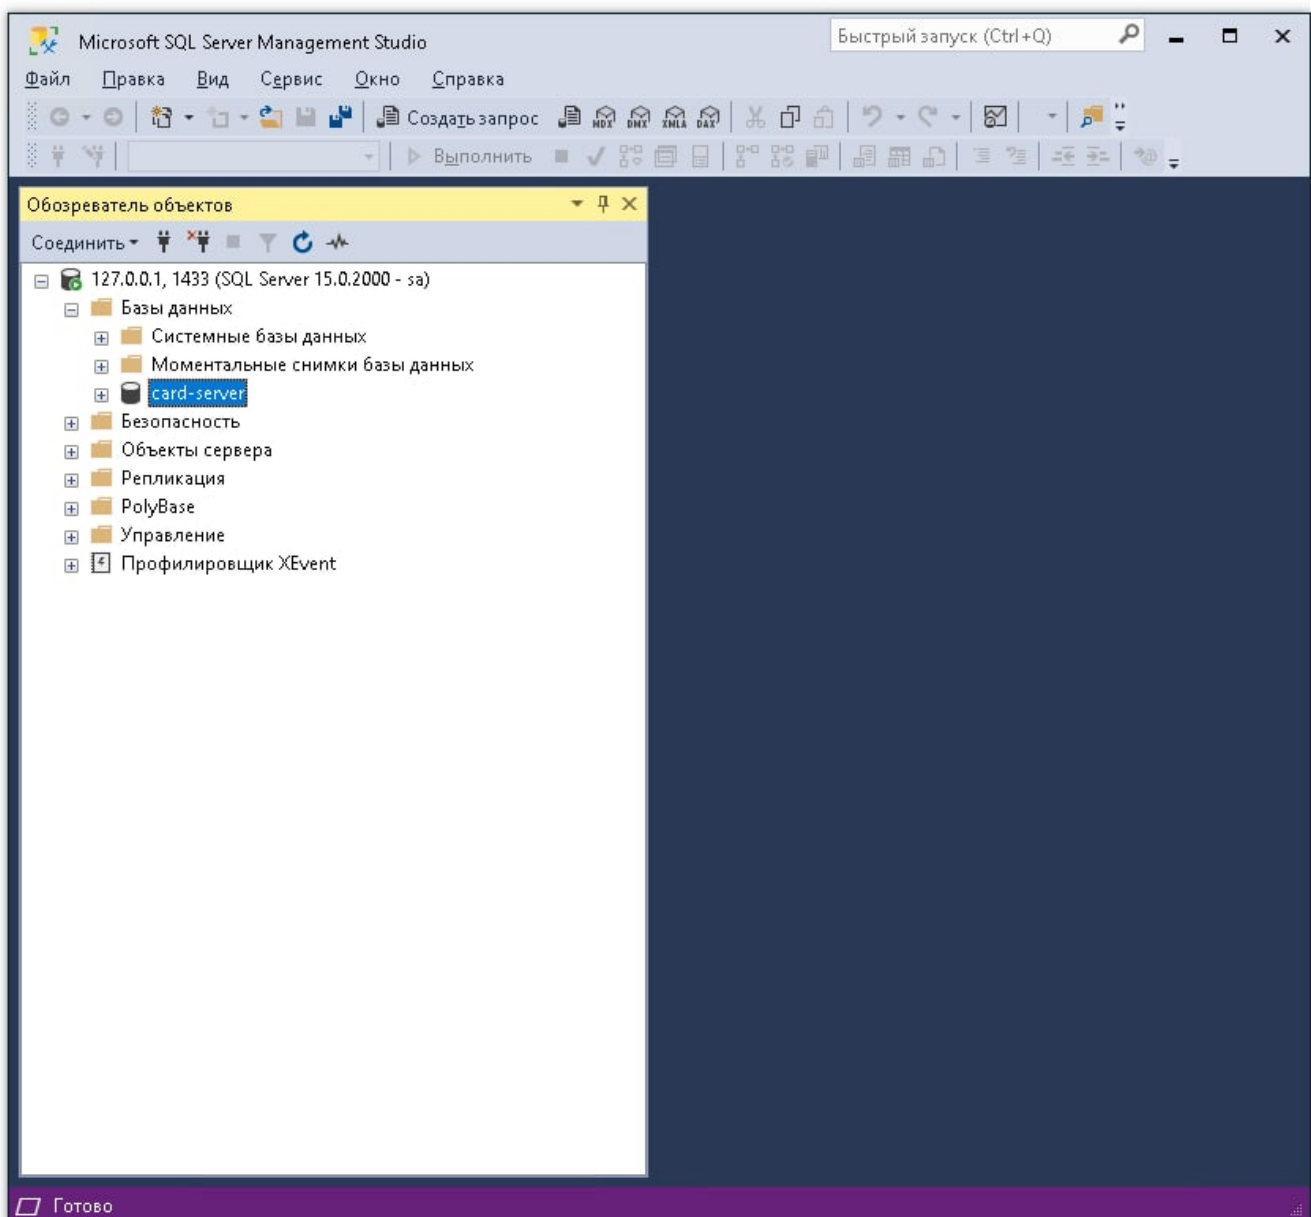 Microsoft SQL Server Management Studio
Быстрый запуск (Ctrl+Q)
Файл Правка Вид Сервис Окно Справка
Создать запрос MDX DMX XMLA DAX
Выполнить
Обозреватель объектов
Соединить
127.0.0.1, 1433 (SQL Server 15.0.2000 - sa)
Базы данных
Системные базы данных
Моментальные снимки базы данных
card-server
Безопасность
Объекты сервера
Репликация
PolyBase
Управление
Профилировщик XEvent
Готово